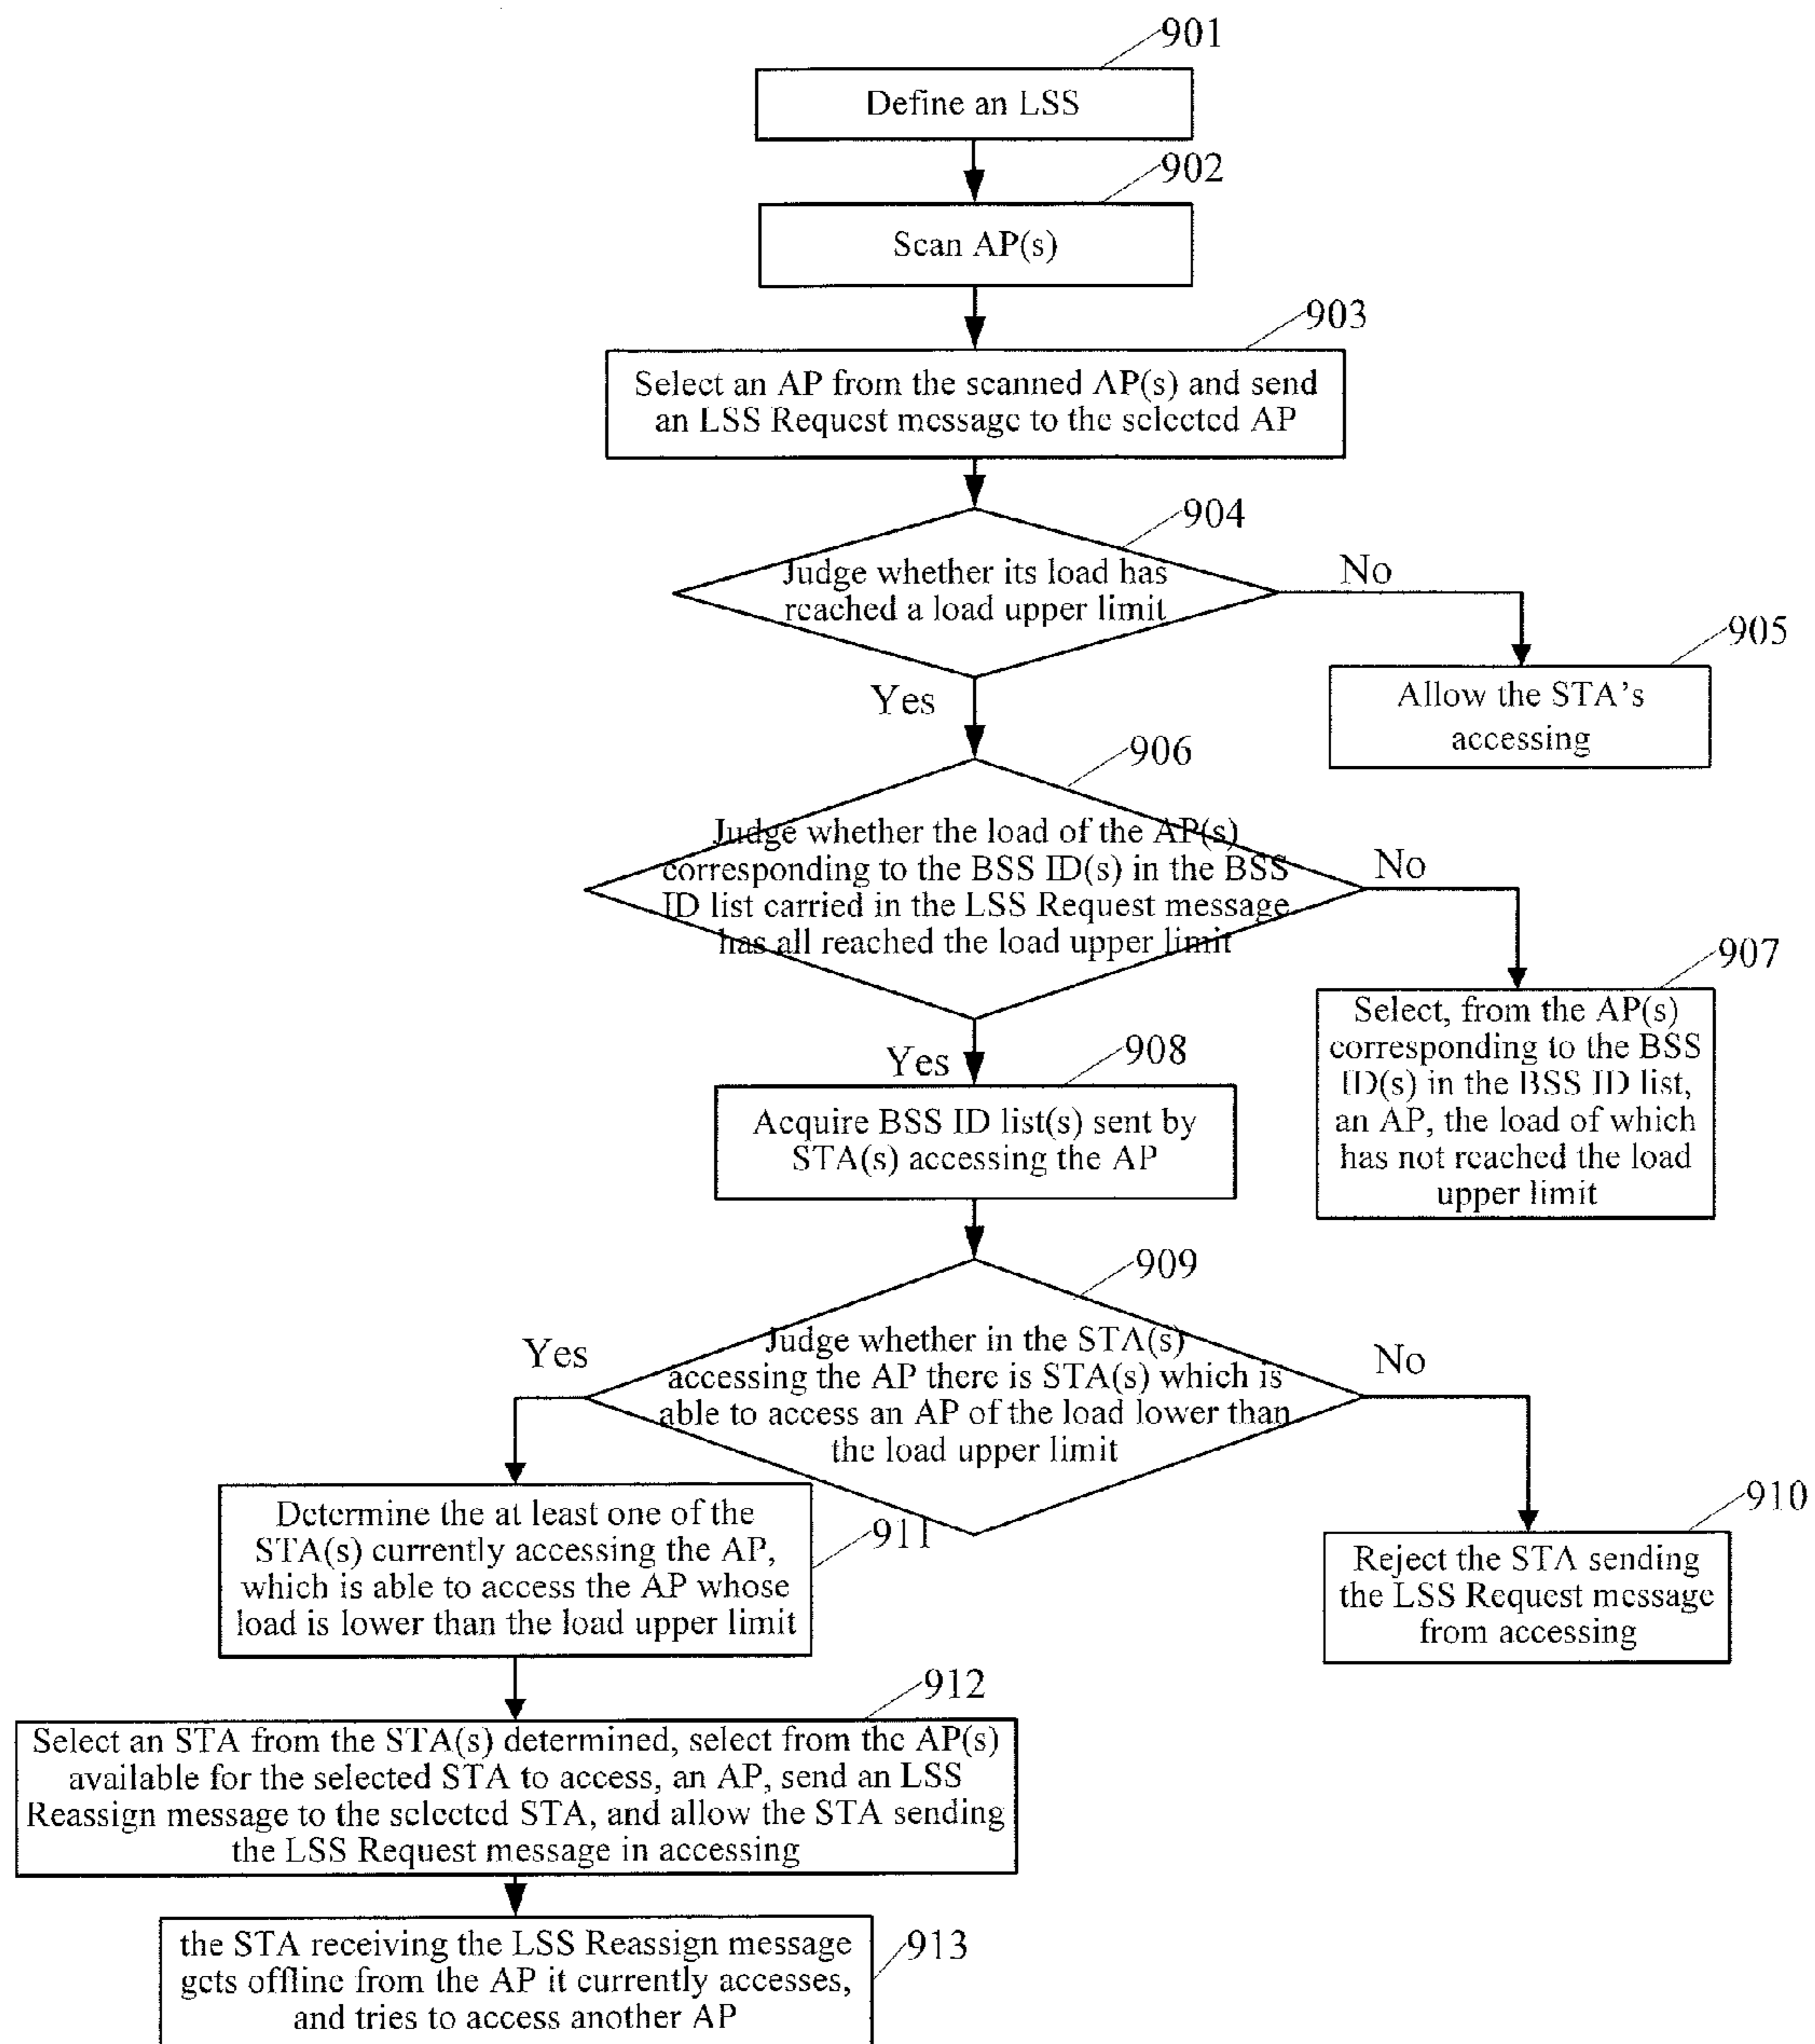 901
Define an LSS
902
Scan AP(s)
903
Select an AP from the scanned AP(s) and send
an LSS Request message to the selected AP
904
Judge whether its load has
reached a load upper limit
No
905
Allow the STA's
accessing
Yes
906
Judge whether the load of the AP(s)
corresponding to the BSS ID(s) in the BSS
ID list carried in the LSS Request message
has all reached the load upper limit
No
907
Select, from the AP(s)
corresponding to the BSS
ID(s) in the BSS ID list,
an AP, the load of which
has not reached the load
upper limit
Yes
908
Acquire BSS ID list(s) sent by
STA(s) accessing the AP
909
Judge whether in the STA(s)
accessing the AP there is STA(s) which is
able to access an AP of the load lower than
the load upper limit
Yes
No
910
Reject the STA sending
the LSS Request message
from accessing
911
Determine the at least one of the
STA(s) currently accessing the AP,
which is able to access the AP whose
load is lower than the load upper limit
912
Select an STA from the STA(s) determined, select from the AP(s)
available for the selected STA to access, an AP, send an LSS
Reassign message to the selected STA, and allow the STA sending
the LSS Request message in accessing
913
the STA receiving the LSS Reassign message
gets offline from the AP it currently accesses,
and tries to access another AP